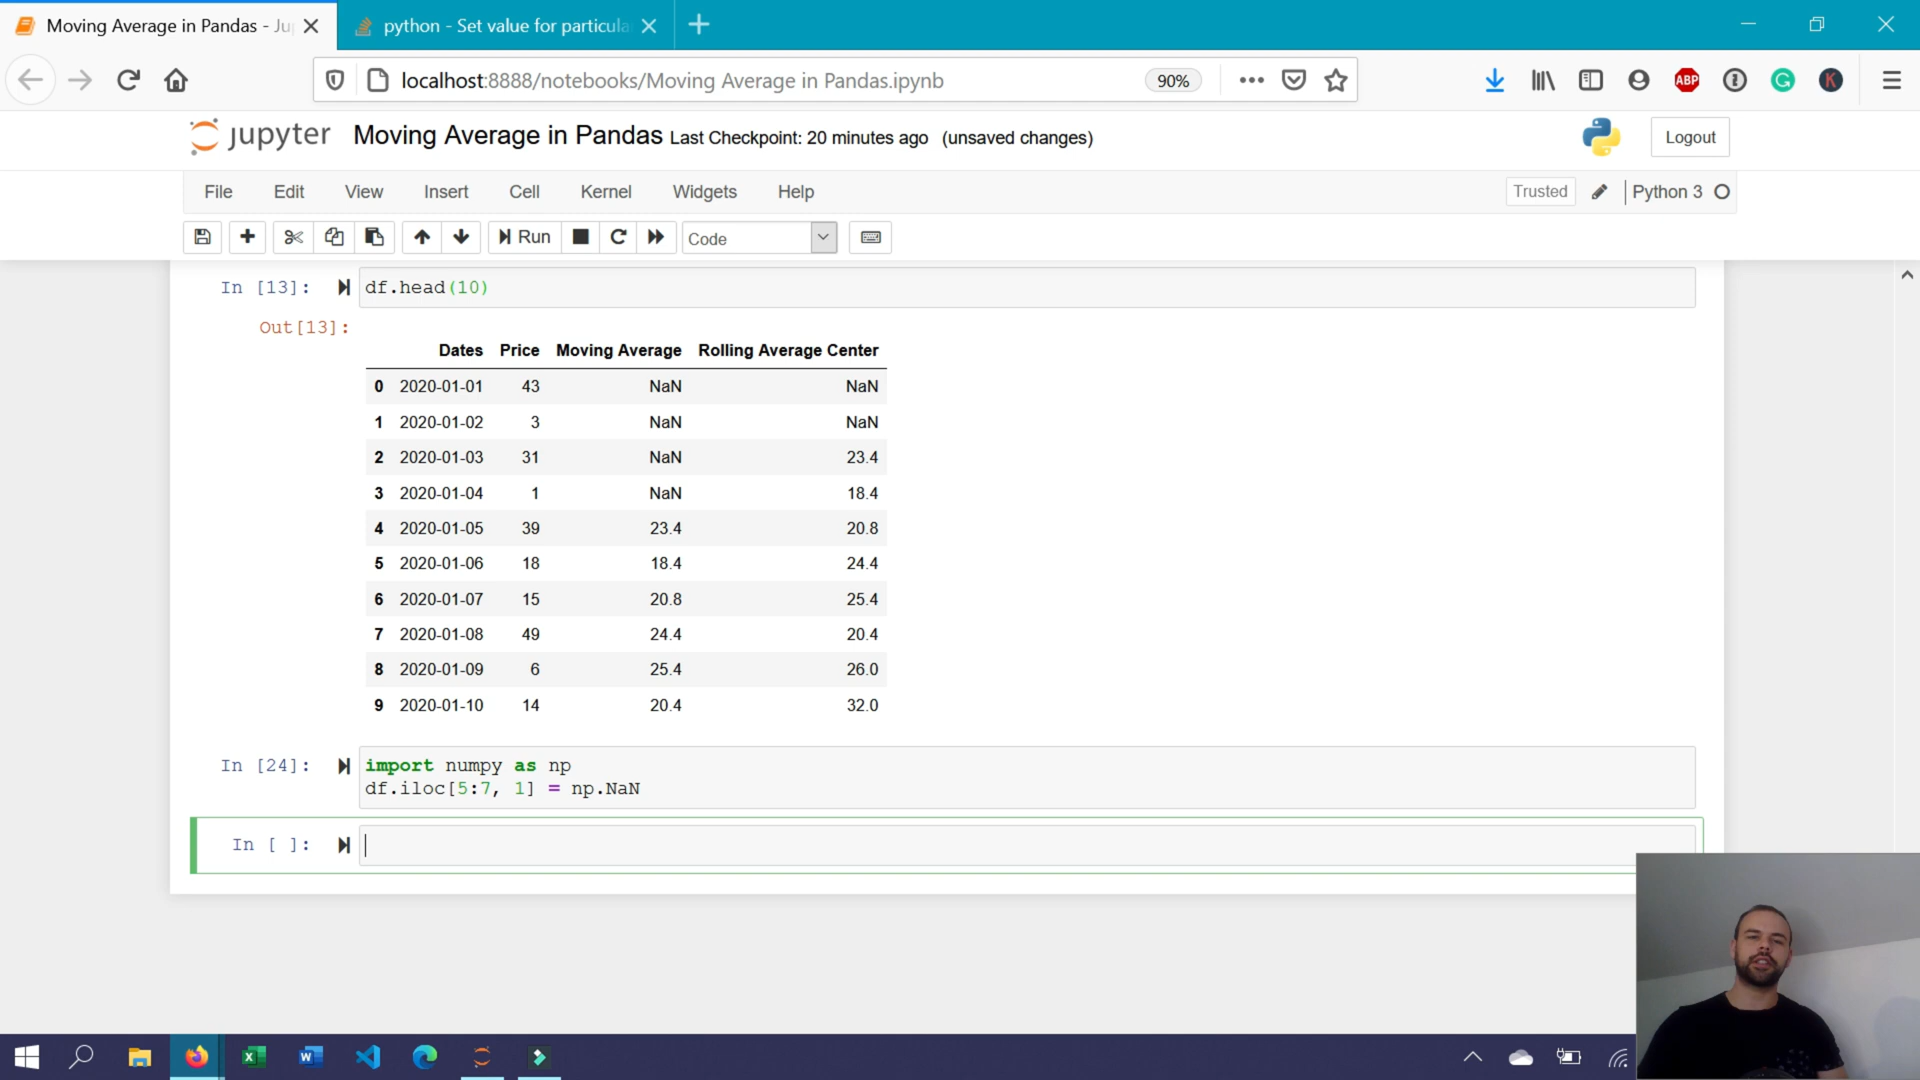 Moving Average in Pandas - Ju
python - Set value for particula
localhost:8888/notebooks/Moving Average in Pandas.ipynb
90%
ABP
K
jupyter Moving Average in Pandas Last Checkpoint: 20 minutes ago (unsaved changes)
Logout
File Edit View Insert Cell Kernel Widgets Help
Trusted
Python 3
Run
Code
In [13]:
df.head(10)
Out[13]:
Dates Price Moving Average Rolling Average Center
0 2020-01-01 43 NaN NaN
1 2020-01-02 3 NaN NaN
2 2020-01-03 31 NaN 23.4
3 2020-01-04 1 NaN 18.4
4 2020-01-05 39 23.4 20.8
5 2020-01-06 18 18.4 24.4
6 2020-01-07 15 20.8 25.4
7 2020-01-08 49 24.4 20.4
8 2020-01-09 6 25.4 26.0
9 2020-01-10 14 20.4 32.0
In [24]:
import numpy as np
df.iloc[5:7, 1] = np.NaN
In [ ]: